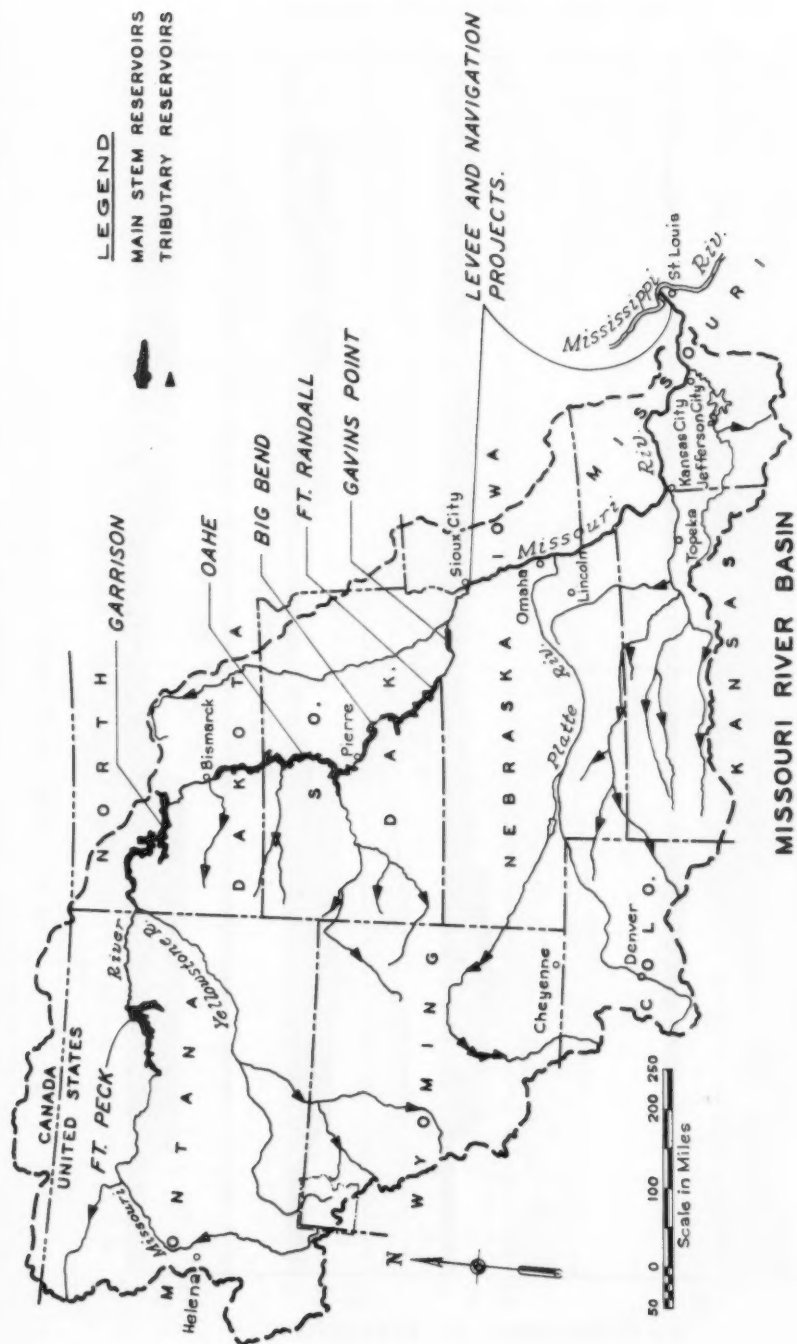 LEGEND
MAIN STEM RESERVOIRS
TRIBUTARY RESERVOIRS
GARRISON
OAHE
BIG BEND
FT. RANDALL
GAVINS POINT
LEVEE AND NAVIGATION
PROJECTS.
CANADA
UNITED STATES
FT. PECK
Missouri
River
MONTANA
Helena
Yellowstone R.
NORTH
DAKOTA
Bismarck
SO.
DAK.
Pierre
WYOMING
Cheyenne
NEBRASKA
Platte
Riv.
Sioux City
IOWA
Omaha
Lincoln
Missouri
Riv.
Mississippi
Riv.
St. Louis
MISSOURI
Kansas City
Jefferson City
Topeka
KANSAS
Denver
COLO.
N
50 0 100 200 250
Scale in Miles
MISSOURI RIVER BASIN